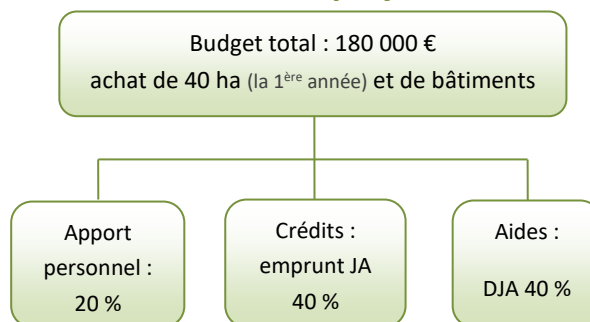 Budget total : 180 000 €
achat de 40 ha (la 1ère année) et de bâtiments
Apport
personnel :
20 %
Crédits :
emprunt JA
40 %
Aides :
DJA 40 %